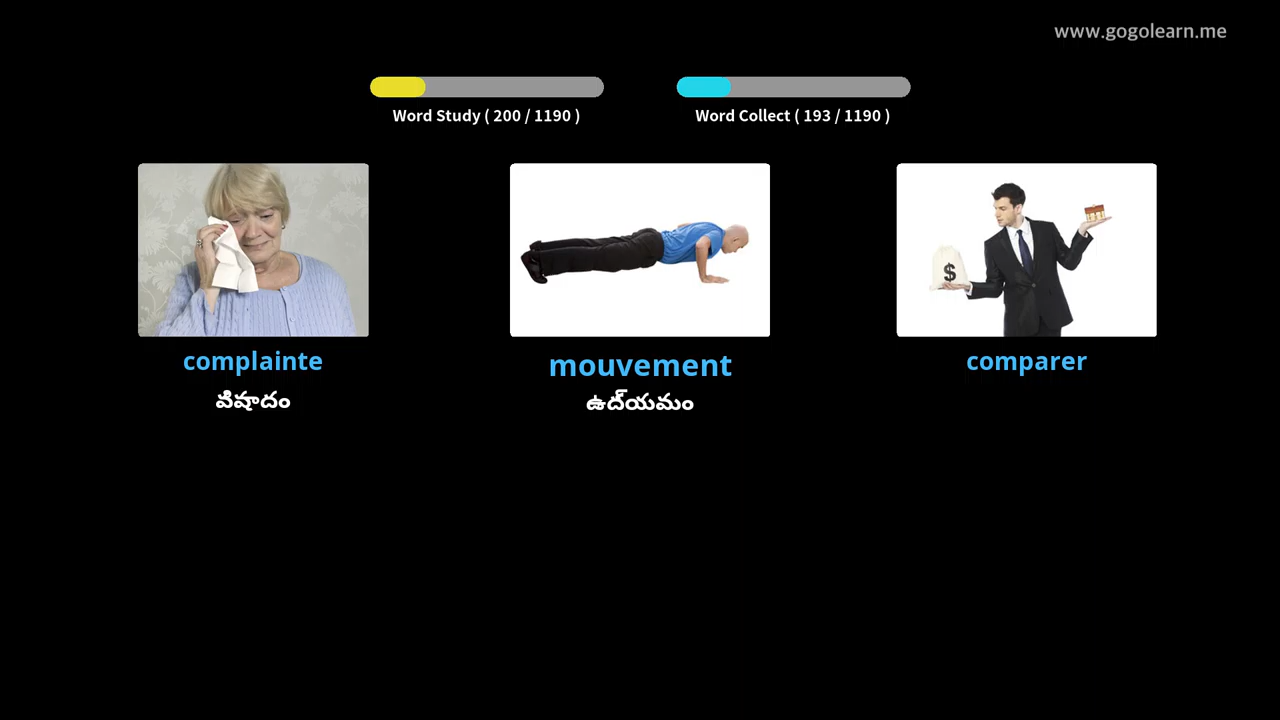 www.gogolearn.me
Word Study ( 200 / 1190 )
Word Collect ( 193 / 1190 )
$
complainte
mouvement
comparer
విషాదం
ఉద్యమం